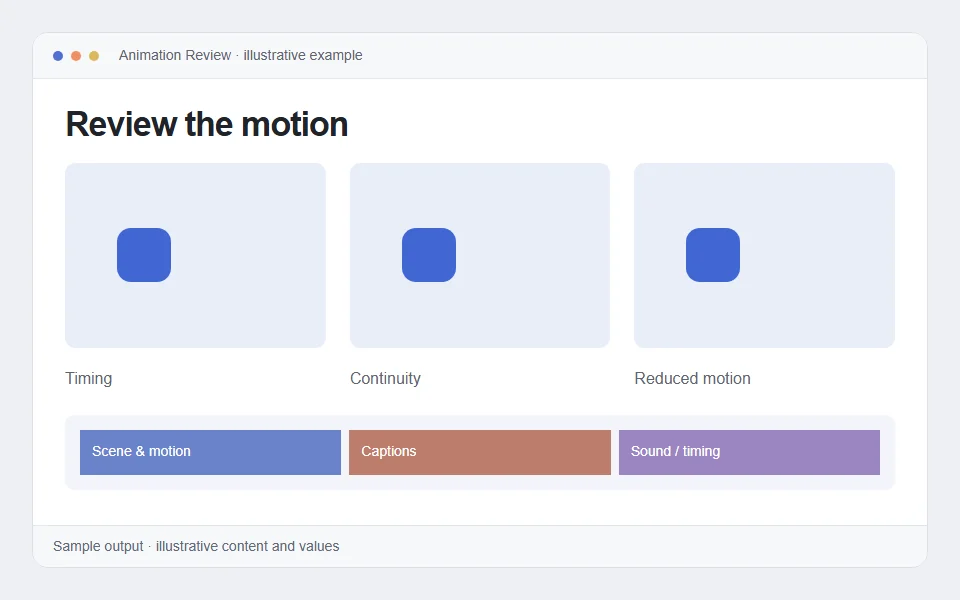 Animation Review · illustrative example
Review the motion
Timing
Continuity
Reduced motion
Scene & motion
Captions
Sound / timing
Sample output · illustrative content and values